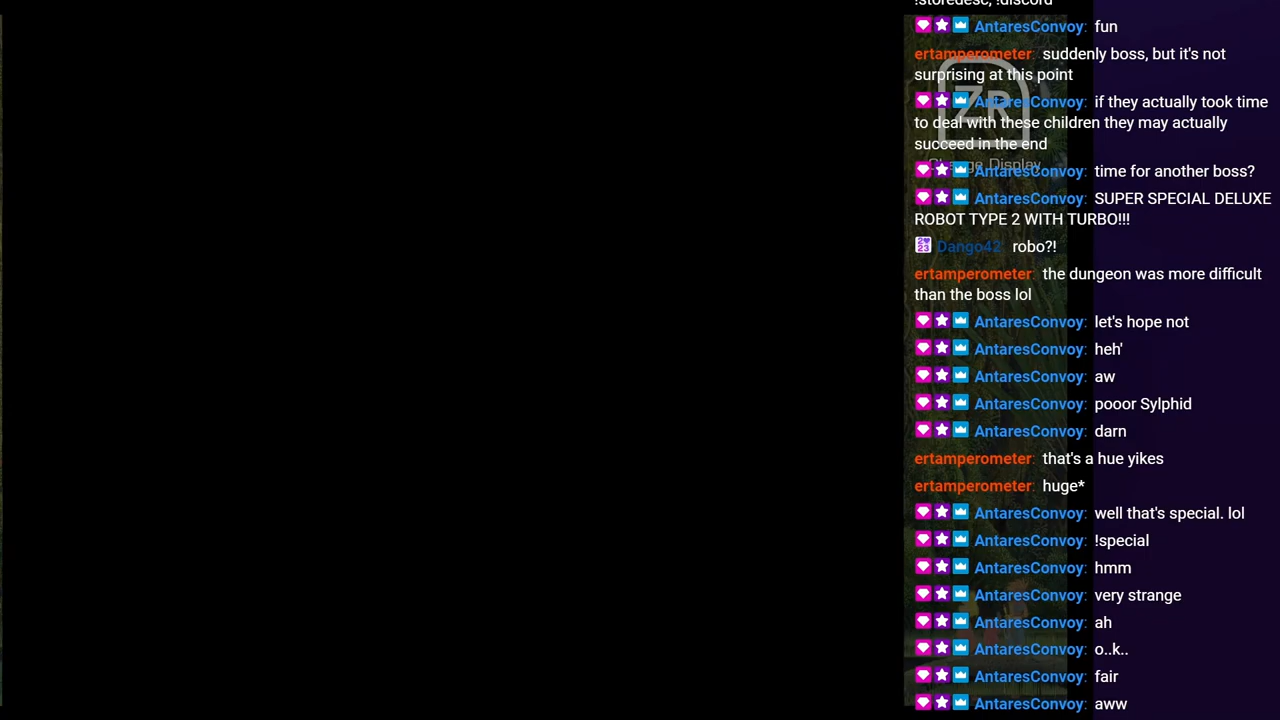 !storedesc, !discord
AntaresConvoy: fun
ertamperometer: suddenly boss, but it's not
surprising at this point
AntaresConvoy: if they actually took time
to deal with these children they may actually
succeed in the end
ZR
Change Display
AntaresConvoy: time for another boss?
AntaresConvoy: SUPER SPECIAL DELUXE
ROBOT TYPE 2 WITH TURBO!!!
Dango42: robo?!
ertamperometer: the dungeon was more difficult
than the boss lol
AntaresConvoy: let's hope not
AntaresConvoy: heh'
AntaresConvoy: aw
AntaresConvoy: pooor Sylphid
AntaresConvoy: darn
ertamperometer: that's a hue yikes
ertamperometer: huge*
AntaresConvoy: well that's special. lol
AntaresConvoy: !special
AntaresConvoy: hmm
AntaresConvoy: very strange
AntaresConvoy: ah
AntaresConvoy: o..k..
AntaresConvoy: fair
AntaresConvoy: aww